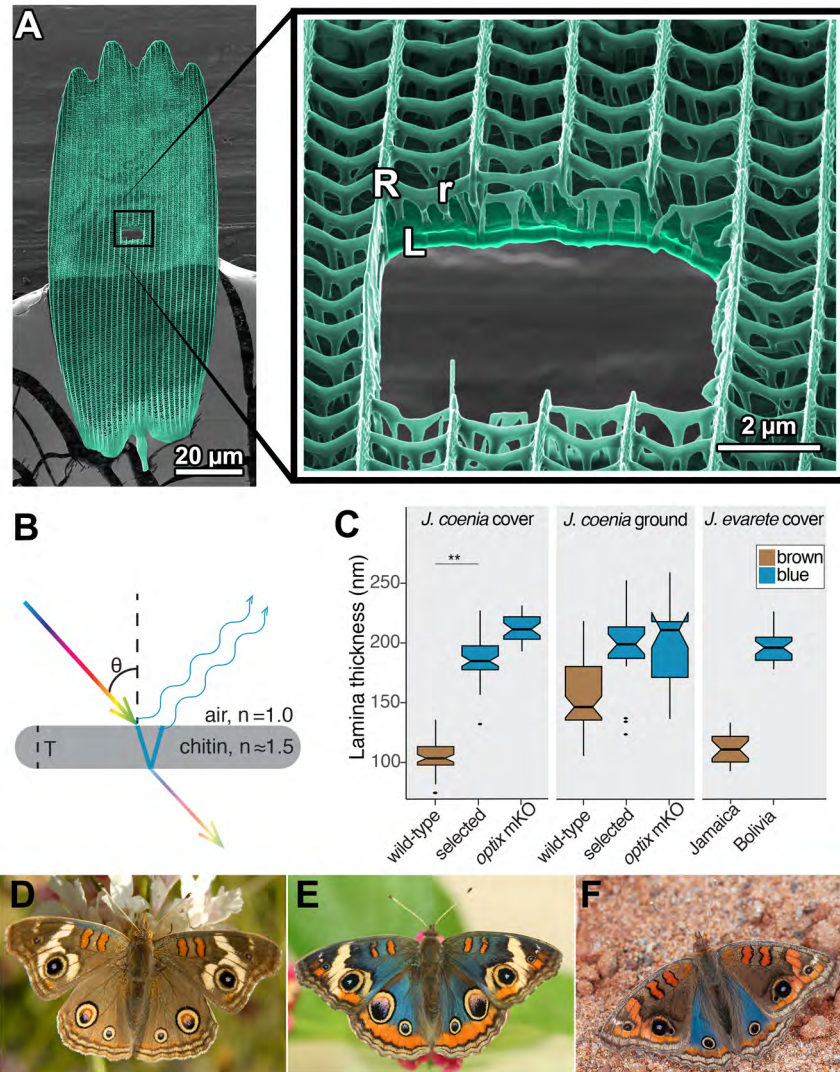 A
R
r
L
20 µm
2 µm
B
θ
air, n=1.0
T
chitin, n≈1.5
C
J. coenia cover
J. coenia ground
J. evarete cover
brown
blue
**
Lamina thickness (nm)
250
200
150
100
wild-type
selected
optix mKO
wild-type
selected
optix mKO
Jamaica
Bolivia
D
E
F